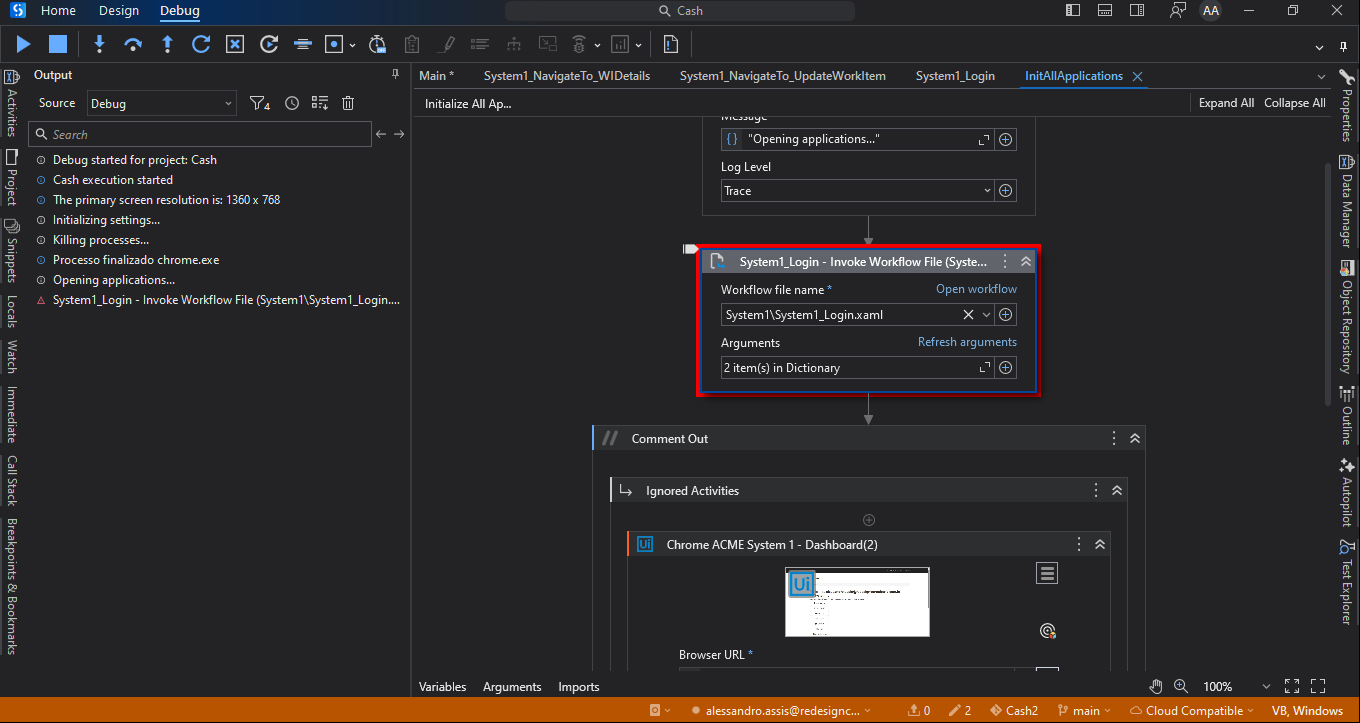 Home Design Debug Cash AA
Output
Source Debug 4
Search
Debug started for project: Cash
Cash execution started
The primary screen resolution is: 1360 x 768
Initializing settings...
Killing processes...
Processo finalizado chrome.exe
Opening applications...
System1_Login - Invoke Workflow File (System1\System1_Login....
Activities
Project
Snippets
Locals
Watch
Immediate
Call Stack
Breakpoints & Bookmarks
Main * System1_NavigateTo_WIDetails System1_NavigateTo_UpdateWorkItem System1_Login InitAllApplications
Initialize All Ap... Expand All Collapse All
Message
{ } "Opening applications..."
Log Level
Trace
System1_Login - Invoke Workflow File (Syste...
Workflow file name * Open workflow
System1\System1_Login.xaml
Arguments Refresh arguments
2 item(s) in Dictionary
// Comment Out
Ignored Activities
Ui Chrome ACME System 1 - Dashboard(2)
Ui
Browser URL *
Variables Arguments Imports 100%
Properties
Data Manager
Object Repository
Outline
Autopilot
Test Explorer
alessandro.assis@redesignc... 0 2 Cash2 main Cloud Compatible VB, Windows